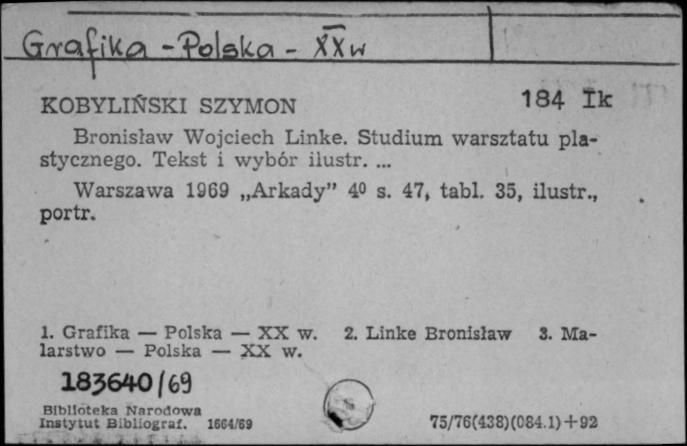 Grafika - Polska - XX w
184 Ik
KOBYLIŃSKI SZYMON
Bronisław Wojciech Linke. Studium warsztatu pla-
stycznego. Tekst i wybór ilustr. ...
Warszawa 1969 „Arkady” 4⁰ s. 47, tabl. 35, ilustr.,
portr.
1. Grafika — Polska — XX w. 2. Linke Bronisław 3. Ma-
larstwo — Polska — XX w.
183640/69
Biblioteka Narodowa
Instytut Bibliograf. 1664/69
75/76(438)(084.1)+92